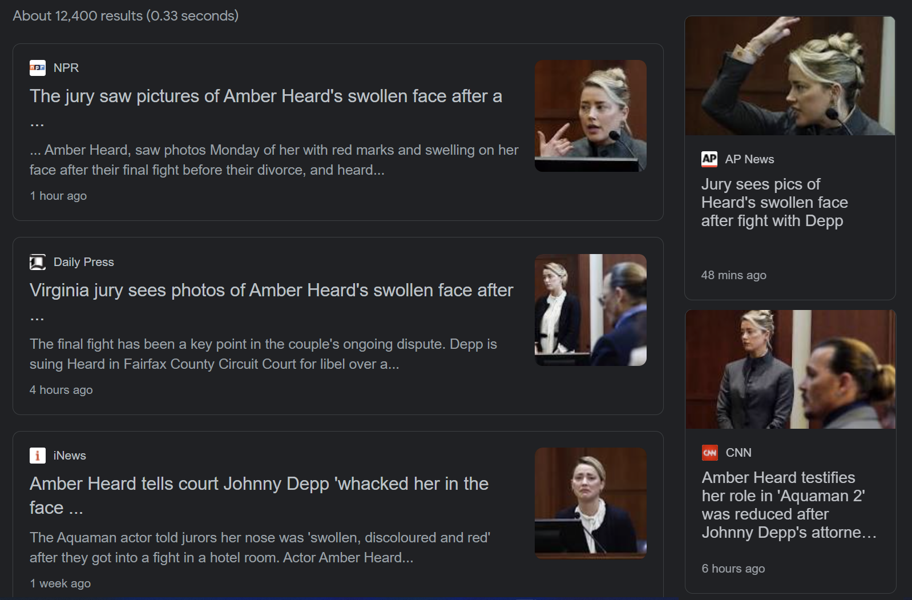 About 12,400 results (0.33 seconds)
NPR
The jury saw pictures of Amber Heard's swollen face after a
...
... Amber Heard, saw photos Monday of her with red marks and swelling on her
face after their final fight before their divorce, and heard...
1 hour ago
Daily Press
Virginia jury sees photos of Amber Heard's swollen face after
...
The final fight has been a key point in the couple's ongoing dispute. Depp is
suing Heard in Fairfax County Circuit Court for libel over a...
4 hours ago
i
iNews
Amber Heard tells court Johnny Depp 'whacked her in the
face ...
The Aquaman actor told jurors her nose was 'swollen, discoloured and red'
after they got into a fight in a hotel room. Actor Amber Heard...
1 week ago
AP
AP News
Jury sees pics of
Heard's swollen face
after fight with Depp
48 mins ago
CNN
CNN
Amber Heard testifies
her role in 'Aquaman 2'
was reduced after
Johnny Depp's attorne...
6 hours ago